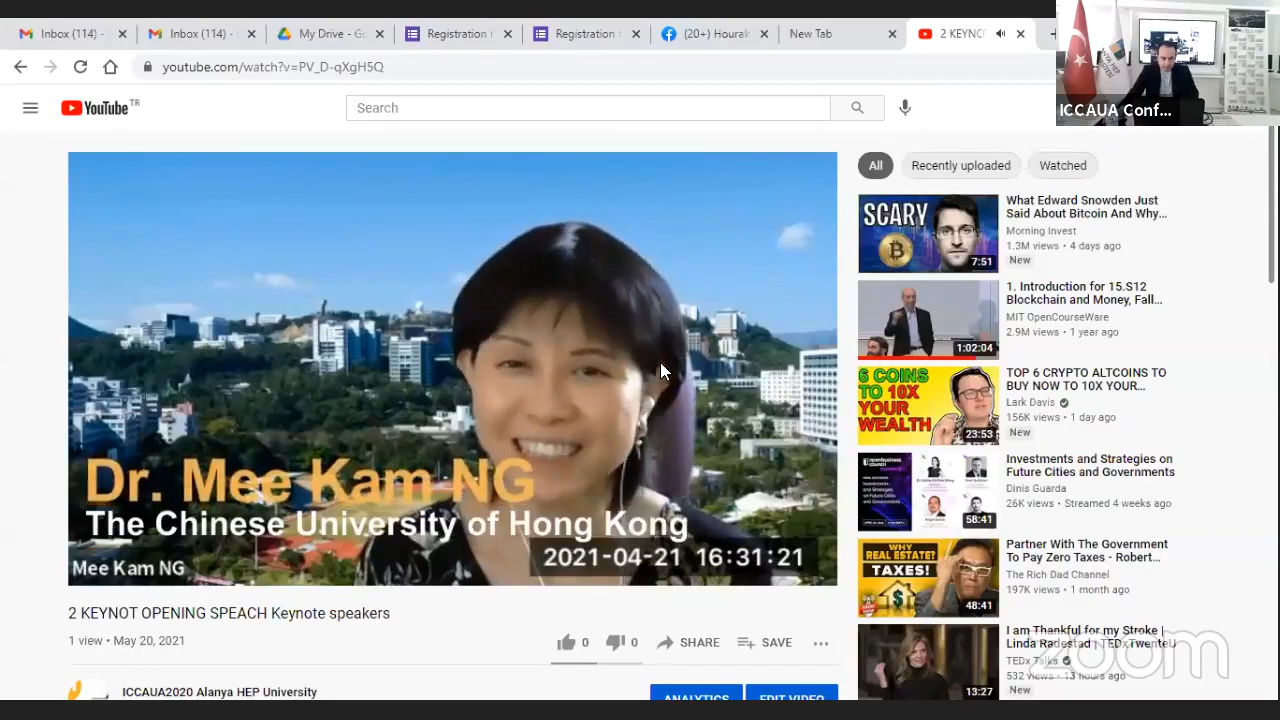 Inbox (114) -
Inbox (114) -
My Drive - Go
Registration f
Registration f
(20+) Hourak
New Tab
2 KEYNO
youtube.com/watch?v=PV_D-qXgH5Q
ICCAUA Conf...
YouTube TR
Search
All
Recently uploaded
Watched
Dr. Mee Kam NG
The Chinese University of Hong Kong
2021-04-21 16:31:21
Mee Kam NG
2 KEYNOT OPENING SPEACH Keynote speakers
1 view • May 20, 2021
0
0
SHARE
SAVE
ICCAUA2020 Alanya HEP University
ANALYTICS
EDIT VIDEO
SCARY
7:51
What Edward Snowden Just
Said About Bitcoin And Why...
Morning Invest
1.3M views • 4 days ago
New
1:02:04
1. Introduction for 15.S12
Blockchain and Money, Fall...
MIT OpenCourseWare
2.9M views • 1 year ago
6 COINS
TO 10X
YOUR
WEALTH
23:53
TOP 6 CRYPTO ALTCOINS TO
BUY NOW TO 10X YOUR...
Lark Davis
156K views • 1 day ago
New
58:41
Investments and Strategies on
Future Cities and Governments
Dinis Guarda
26K views • Streamed 4 weeks ago
WHY
REAL ESTATE?
TAXES!
48:41
Partner With The Government
To Pay Zero Taxes - Robert...
The Rich Dad Channel
197K views • 1 month ago
13:27
I am Thankful for my Stroke |
Linda Radestad | TEDxTwenteU
TEDx Talks
532 views • 13 hours ago
New
zoom